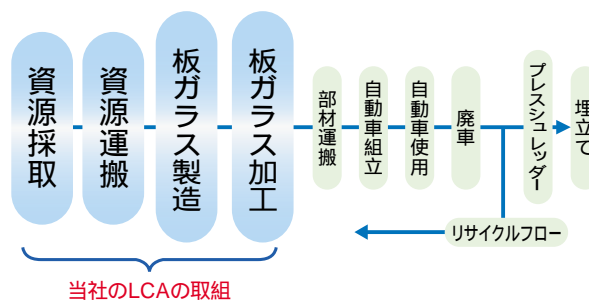 資源採取
資源運搬
板ガラス製造
板ガラス加工
部材運搬
自動車組立
自動車使用
廃車
プレスシュレッダー
埋立て
リサイクルフロー
当社のLCAの取組